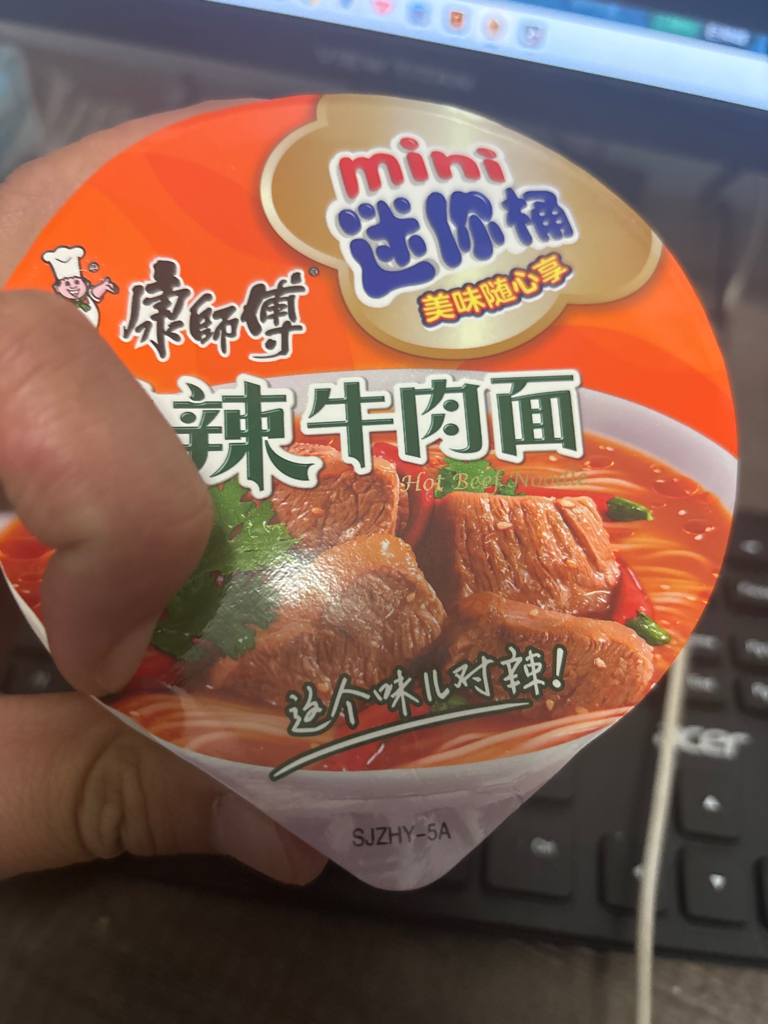 mini
迷你桶
美味随心享
康師傅
辣牛肉面
Hot Beef Noodle
这个味儿对辣!
SJZHY-5A
acer